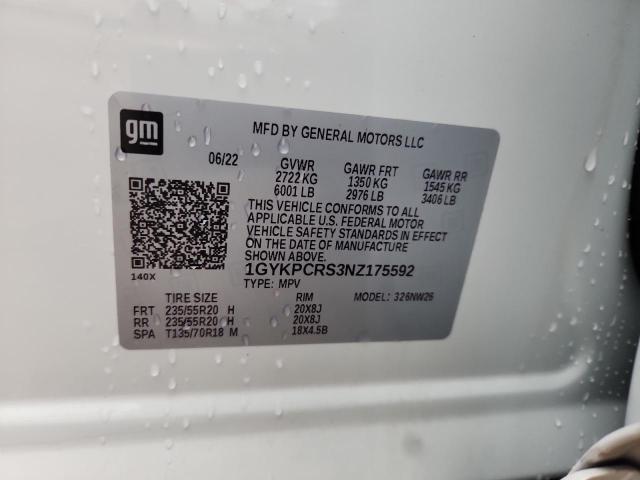 gm
MFD BY GENERAL MOTORS LLC
06/22 GVWR GAWR FRT GAWR RR
2722 KG 1350 KG 1545 KG
6001 LB 2976 LB 3406 LB
THIS VEHICLE CONFORMS TO ALL
APPLICABLE U.S. FEDERAL MOTOR
VEHICLE SAFETY STANDARDS IN EFFECT
ON THE DATE OF MANUFACTURE
SHOWN ABOVE.
140X 1GYKPCRS3NZ175592
TYPE: MPV MODEL: 326NW26
TIRE SIZE RIM
FRT 235/55R20 H 20X8J
RR 235/55R20 H 20X8J
SPA T135/70R18 M 18X4.5B